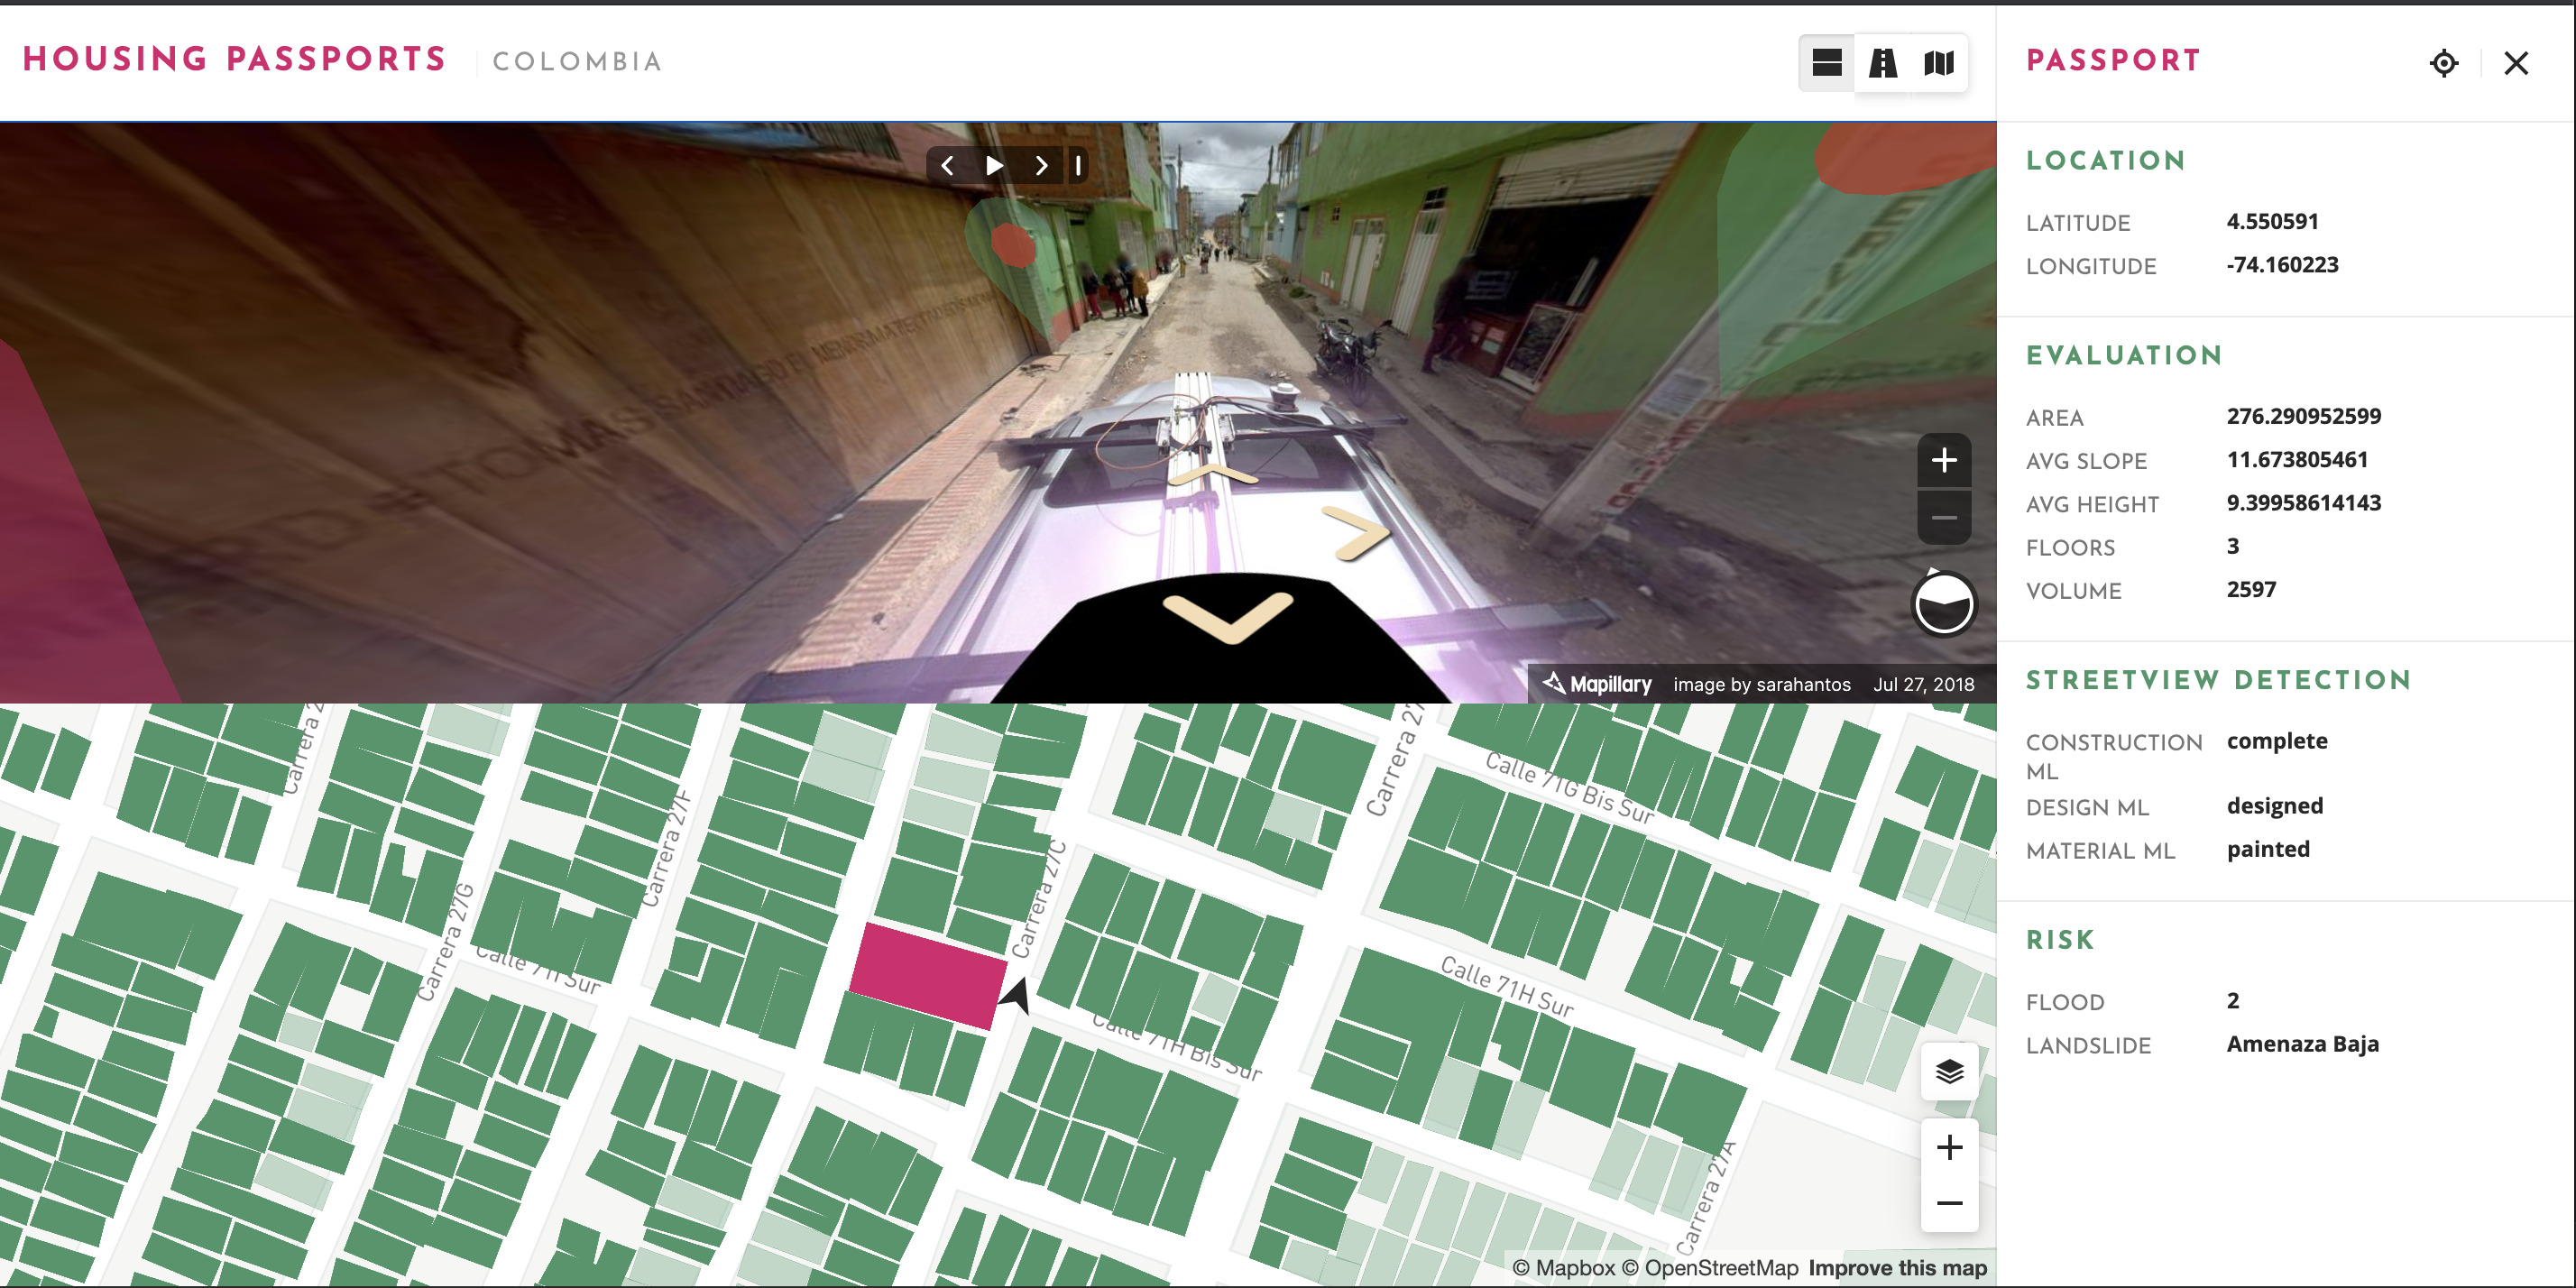 HOUSING PASSPORTS
COLOMBIA
PASSPORT
LOCATION
LATITUDE 4.550591
LONGITUDE -74.160223
EVALUATION
AREA 276.290952599
AVG SLOPE 11.673805461
AVG HEIGHT 9.39958614143
FLOORS 3
VOLUME 2597
STREETVIEW DETECTION
CONSTRUCTION ML complete
DESIGN ML designed
MATERIAL ML painted
RISK
FLOOD 2
LANDSLIDE Amenaza Baja
TOMAS SANTIAGO
Mapillary image by sarahantos Jul 27, 2018
Carrera 2
Carrera 27F
Carrera 27G
Carrera 27C
Carrera 27
Calle 71G Bis Sur
Calle 71I Sur
Calle 71H Sur
Calle 71H Bis Sur
Carrera 27A
© Mapbox © OpenStreetMap Improve this map